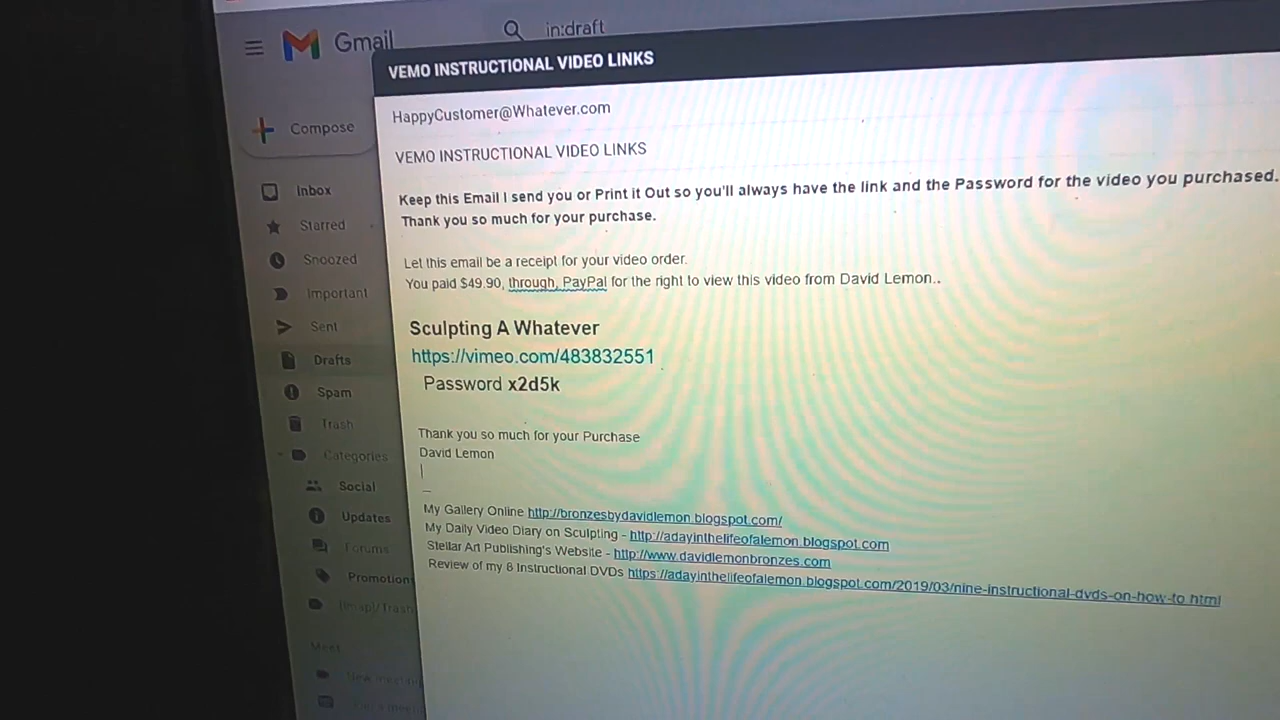 Gmail
in:draft
VEMO INSTRUCTIONAL VIDEO LINKS
Compose
HappyCustomer@Whatever.com
VEMO INSTRUCTIONAL VIDEO LINKS
Inbox
Starred
Snoozed
Important
Sent
Drafts
Spam
Trash
Categories
Social
Updates
Forums
Promotion
[Imap]/Trash
Meet
Keep this Email I send you or Print it Out so you'll always have the link and the Password for the video you purchased.
Thank you so much for your purchase.
Let this email be a receipt for your video order.
You paid $49.90, through, PayPal for the right to view this video from David Lemon..
Sculpting A Whatever
https://vimeo.com/483832551
Password x2d5k
Thank you so much for your Purchase
David Lemon
--
My Gallery Online http://bronzesbydavidlemon.blogspot.com/
My Daily Video Diary on Sculpting - http://adayinthelifeofalemon.blogspot.com
Stellar Art Publishing's Website - http://www.davidlemonbronzes.com
Review of my 8 Instructional DVDs https://adayinthelifeofalemon.blogspot.com/2019/03/nine-instructional-dvds-on-how-to.html